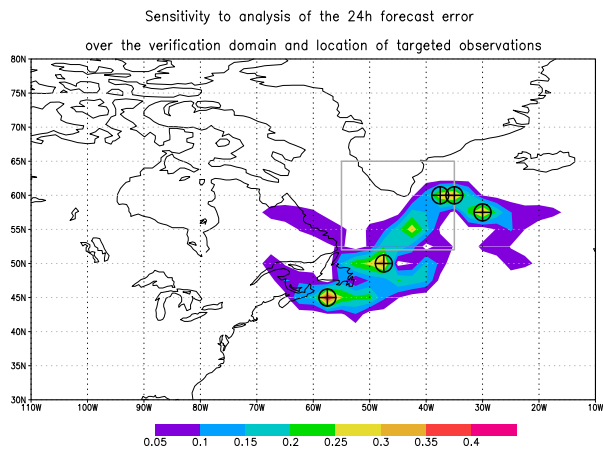 Sensitivity to analysis of the 24h forecast error
over the verification domain and location of targeted observations
80N
75N
70N
65N
60N
55N
50N
45N
40N
35N
30N
110W 100W 90W 80W 70W 60W 50W 40W 30W 20W 10W
0.05 0.1 0.15 0.2 0.25 0.3 0.35 0.4